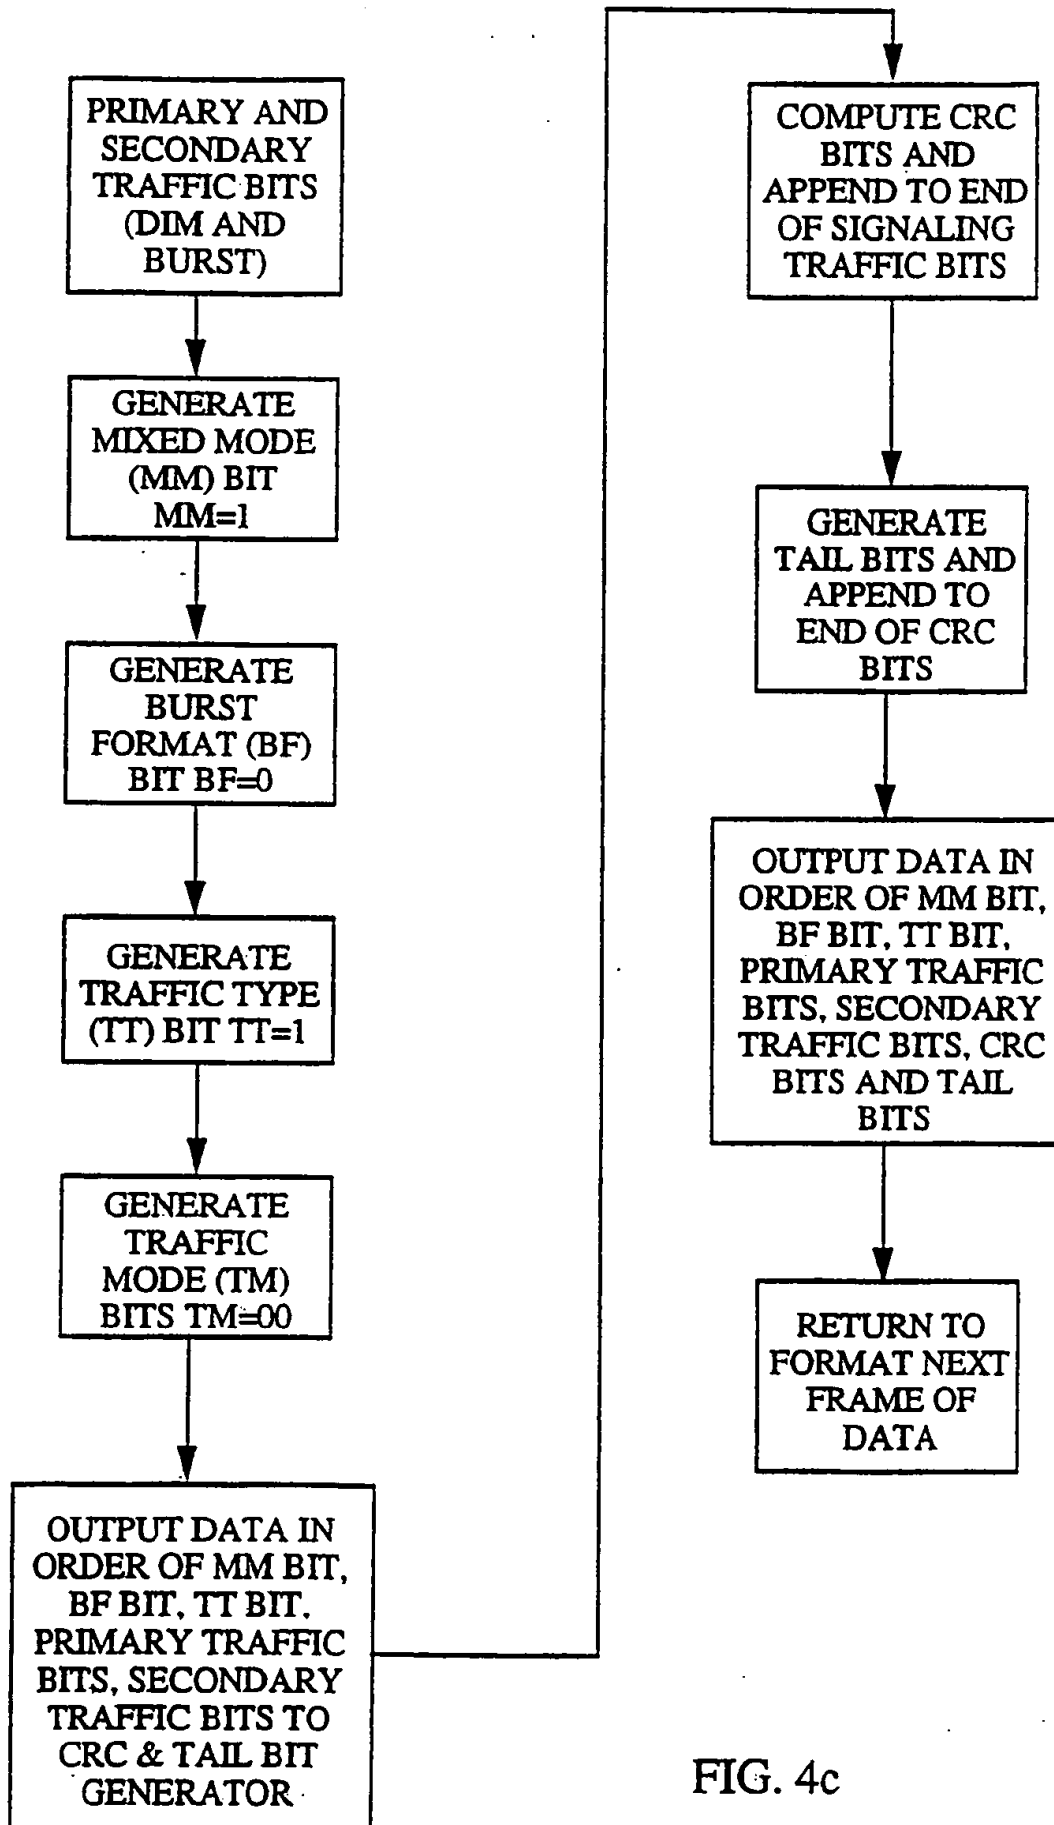 PRIMARY AND
SECONDARY
TRAFFIC BITS
(DIM AND
BURST)
GENERATE
MIXED MODE
(MM) BIT
MM=1
GENERATE
BURST
FORMAT (BF)
BIT BF=0
GENERATE
TRAFFIC TYPE
(TT) BIT TT=1
GENERATE
TRAFFIC
MODE (TM)
BITS TM=00
OUTPUT DATA IN
ORDER OF MM BIT,
BF BIT, TT BIT,
PRIMARY TRAFFIC
BITS, SECONDARY
TRAFFIC BITS TO
CRC & TAIL BIT
GENERATOR
COMPUTE CRC
BITS AND
APPEND TO END
OF SIGNALING
TRAFFIC BITS
GENERATE
TAIL BITS AND
APPEND TO
END OF CRC
BITS
OUTPUT DATA IN
ORDER OF MM BIT,
BF BIT, TT BIT,
PRIMARY TRAFFIC
BITS, SECONDARY
TRAFFIC BITS, CRC
BITS AND TAIL
BITS
RETURN TO
FORMAT NEXT
FRAME OF
DATA
FIG. 4c